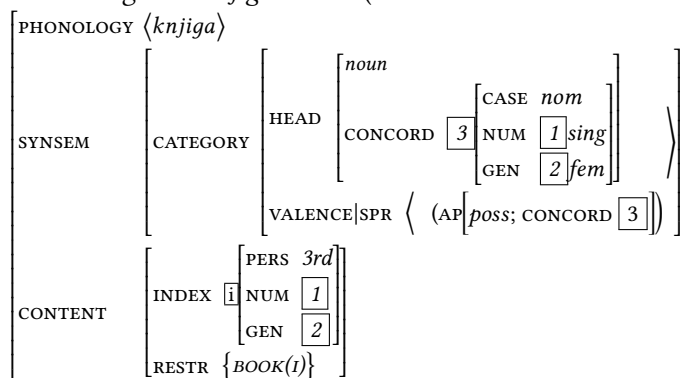 PHONOLOGY ⟨knjiga⟩
noun
CASE nom
HEAD
CONCORD 3 NUM 1 sing
SYNSEM CATEGORY
GEN 2 fem
VALENCE|SPR ⟨ (AP[poss; CONCORD 3]) ⟩
PERS 3rd
INDEX i NUM 1
CONTENT
GEN 2
RESTR {BOOK(I)}